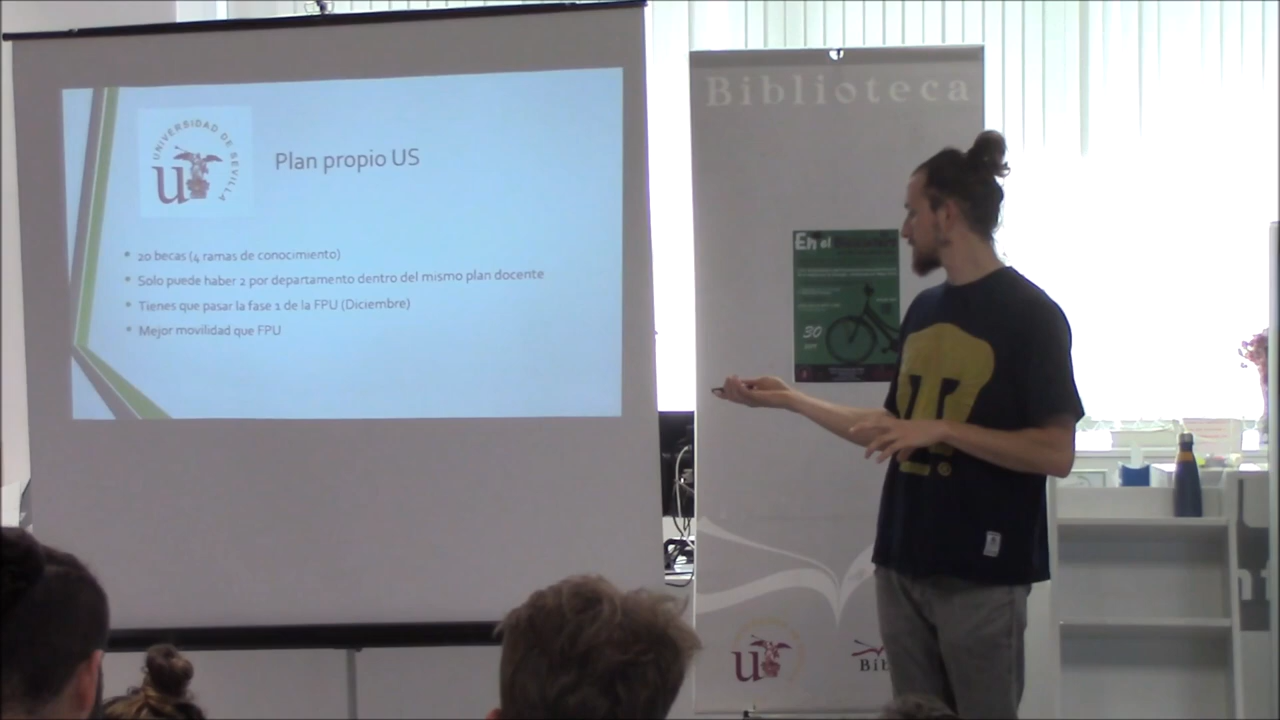 UNIVERSIDAD DE SEVILLA
Plan propio US
20 becas (4 ramas de conocimiento)
Solo puede haber 2 por departamento dentro del mismo plan docente
Tienes que pasar la fase 1 de la FPU (Diciembre)
Mejor movilidad que FPU
Biblioteca
En el
30